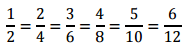 1/2 = 2/4 = 3/6 = 4/8 = 5/10 = 6/12